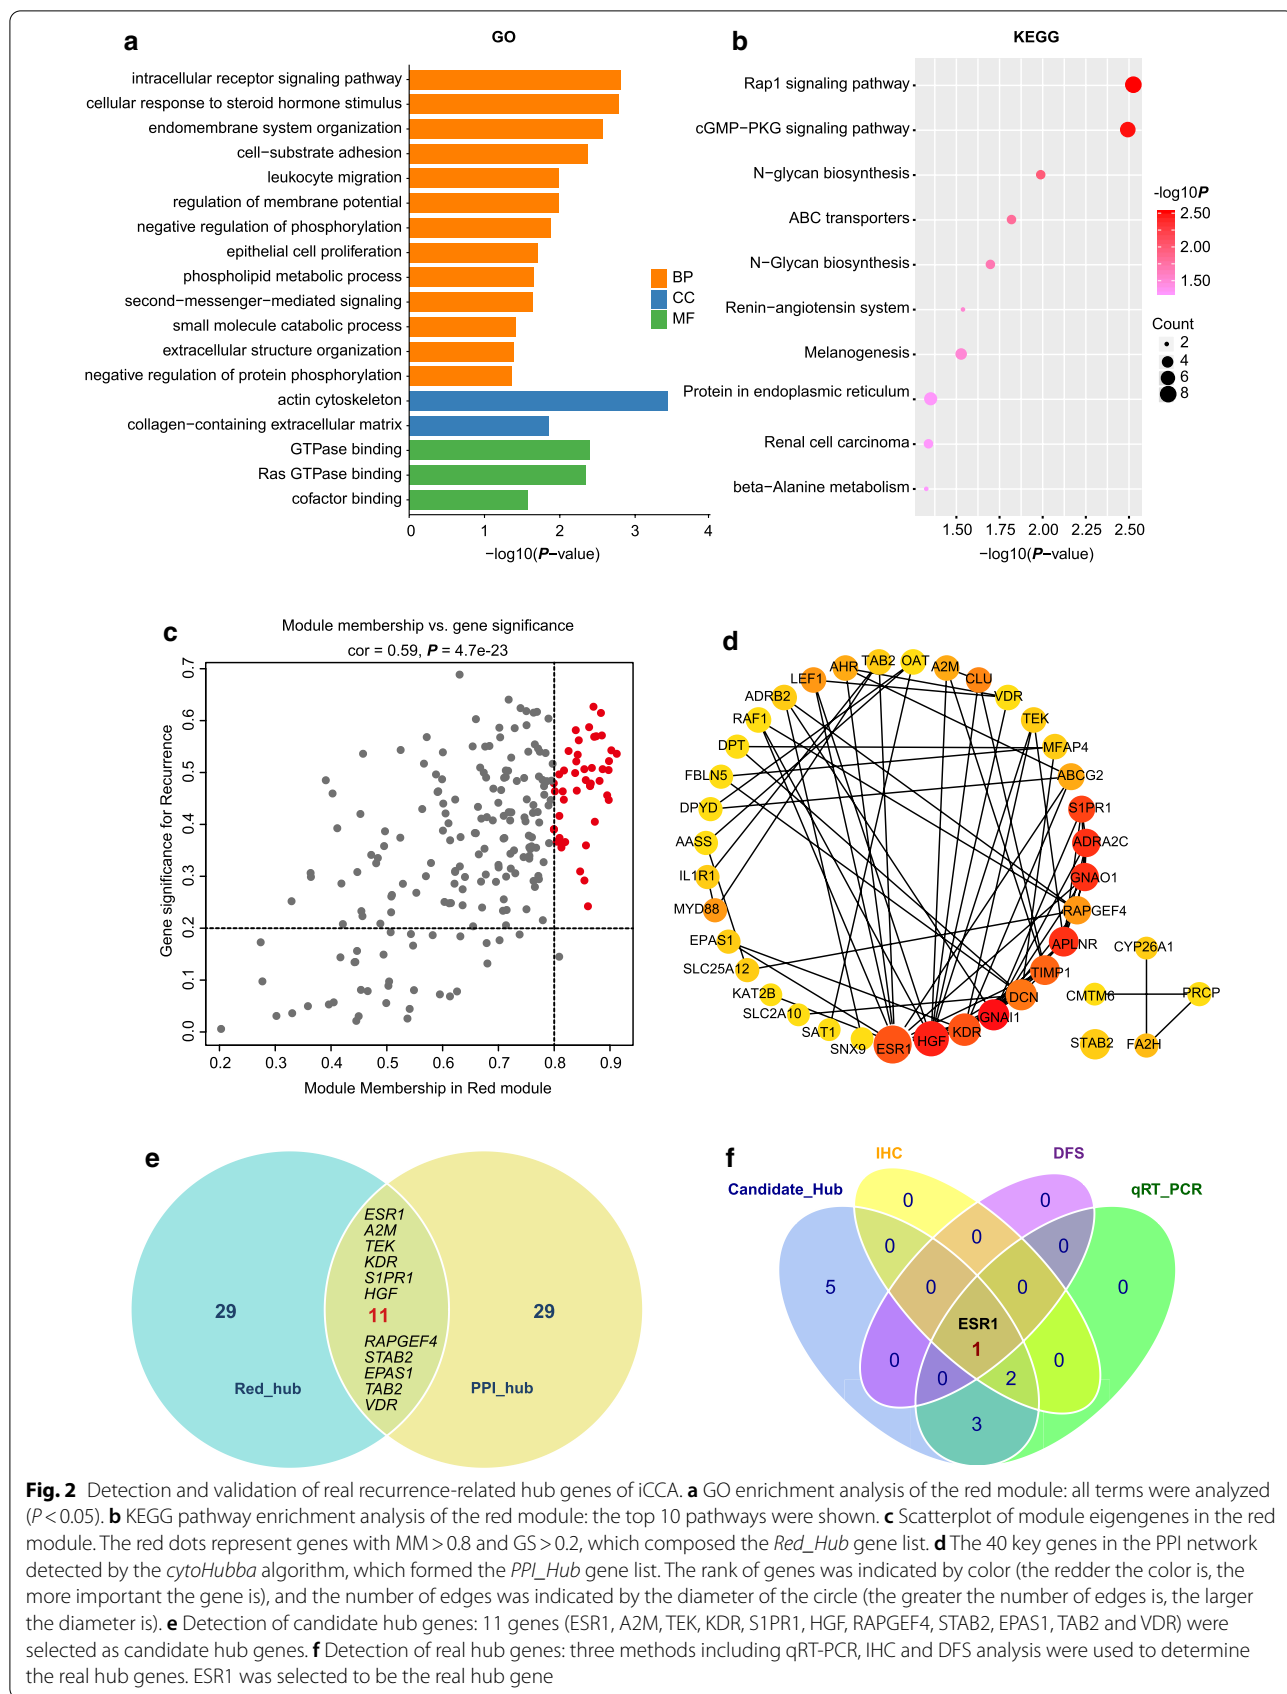 a
GO
intracellular receptor signaling pathway
cellular response to steroid hormone stimulus
endomembrane system organization
cell−substrate adhesion
leukocyte migration
regulation of membrane potential
negative regulation of phosphorylation
epithelial cell proliferation
phospholipid metabolic process
second−messenger−mediated signaling
small molecule catabolic process
extracellular structure organization
negative regulation of protein phosphorylation
actin cytoskeleton
collagen−containing extracellular matrix
GTPase binding
Ras GTPase binding
cofactor binding
0 1 2 3 4
−log10(P−value)
BP
CC
MF
b
KEGG
Rap1 signaling pathway
cGMP−PKG signaling pathway
N−glycan biosynthesis
ABC transporters
N−Glycan biosynthesis
Renin−angiotensin system
Melanogenesis
Protein in endoplasmic reticulum
Renal cell carcinoma
beta−Alanine metabolism
1.50 1.75 2.00 2.25 2.50
−log10(P−value)
-log10P
2.50
2.00
1.50
Count
2
4
6
8
c
Module membership vs. gene significance
cor = 0.59, P = 4.7e-23
Gene significance for Recurrence
0.7
0.6
0.5
0.4
0.3
0.2
0.1
0.0
0.2 0.3 0.4 0.5 0.6 0.7 0.8 0.9
Module Membership in Red module
d
TAB2
OAT
AHR
A2M
LEF1
CLU
ADRB2
VDR
RAF1
TEK
DPT
MFAP4
FBLN5
ABCG2
DPYD
S1PR1
AASS
ADRA2C
IL1R1
GNAO1
MYD88
RAPGEF4
EPAS1
APLNR
CYP26A1
SLC25A12
TIMP1
KAT2B
DCN
CMTM6
PRCP
SLC2A10
GNAI1
SAT1
KDR
SNX9
ESR1
HGF
STAB2
FA2H
e
ESR1
A2M
TEK
KDR
S1PR1
HGF
29
11
29
RAPGEF4
STAB2
EPAS1
TAB2
VDR
Red_hub
PPI_hub
f
IHC
DFS
Candidate_Hub
qRT_PCR
0 0
0 0 0
5 0 0 0
ESR1
1
0 0
0 2
3
Fig. 2 Detection and validation of real recurrence-related hub genes of iCCA. a GO enrichment analysis of the red module: all terms were analyzed
(P < 0.05). b KEGG pathway enrichment analysis of the red module: the top 10 pathways were shown. c Scatterplot of module eigengenes in the red
module. The red dots represent genes with MM > 0.8 and GS > 0.2, which composed the Red_Hub gene list. d The 40 key genes in the PPI network
detected by the cytoHubba algorithm, which formed the PPI_Hub gene list. The rank of genes was indicated by color (the redder the color is, the
more important the gene is), and the number of edges was indicated by the diameter of the circle (the greater the number of edges is, the larger
the diameter is). e Detection of candidate hub genes: 11 genes (ESR1, A2M, TEK, KDR, S1PR1, HGF, RAPGEF4, STAB2, EPAS1, TAB2 and VDR) were
selected as candidate hub genes. f Detection of real hub genes: three methods including qRT-PCR, IHC and DFS analysis were used to determine
the real hub genes. ESR1 was selected to be the real hub gene